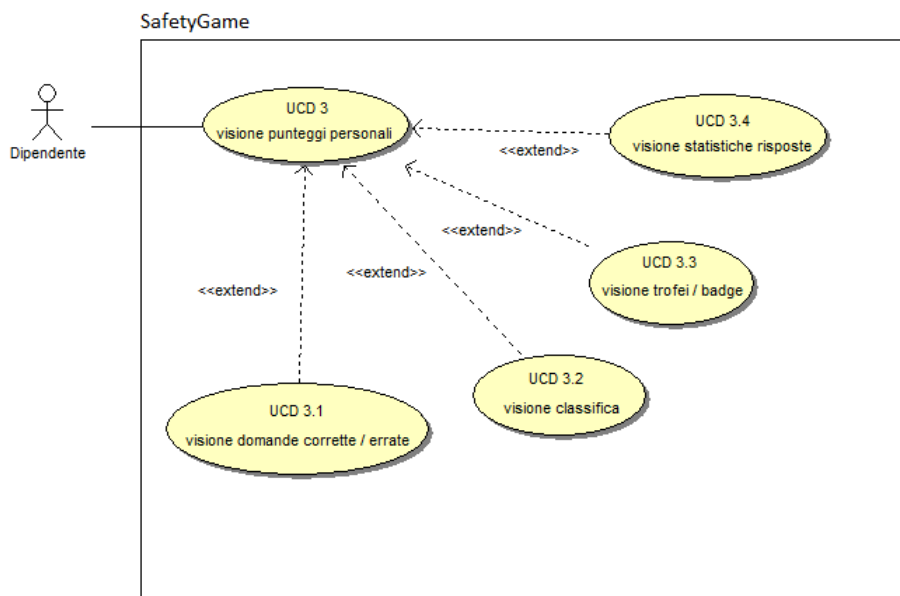 SafetyGame
Dipendente
UCD 3
visione punteggi personali
UCD 3.4
visione statistiche risposte
<<extend>>
<<extend>>
UCD 3.3
visione trofei / badge
<<extend>>
<<extend>>
UCD 3.2
visione classifica
UCD 3.1
visione domande corrette / errate